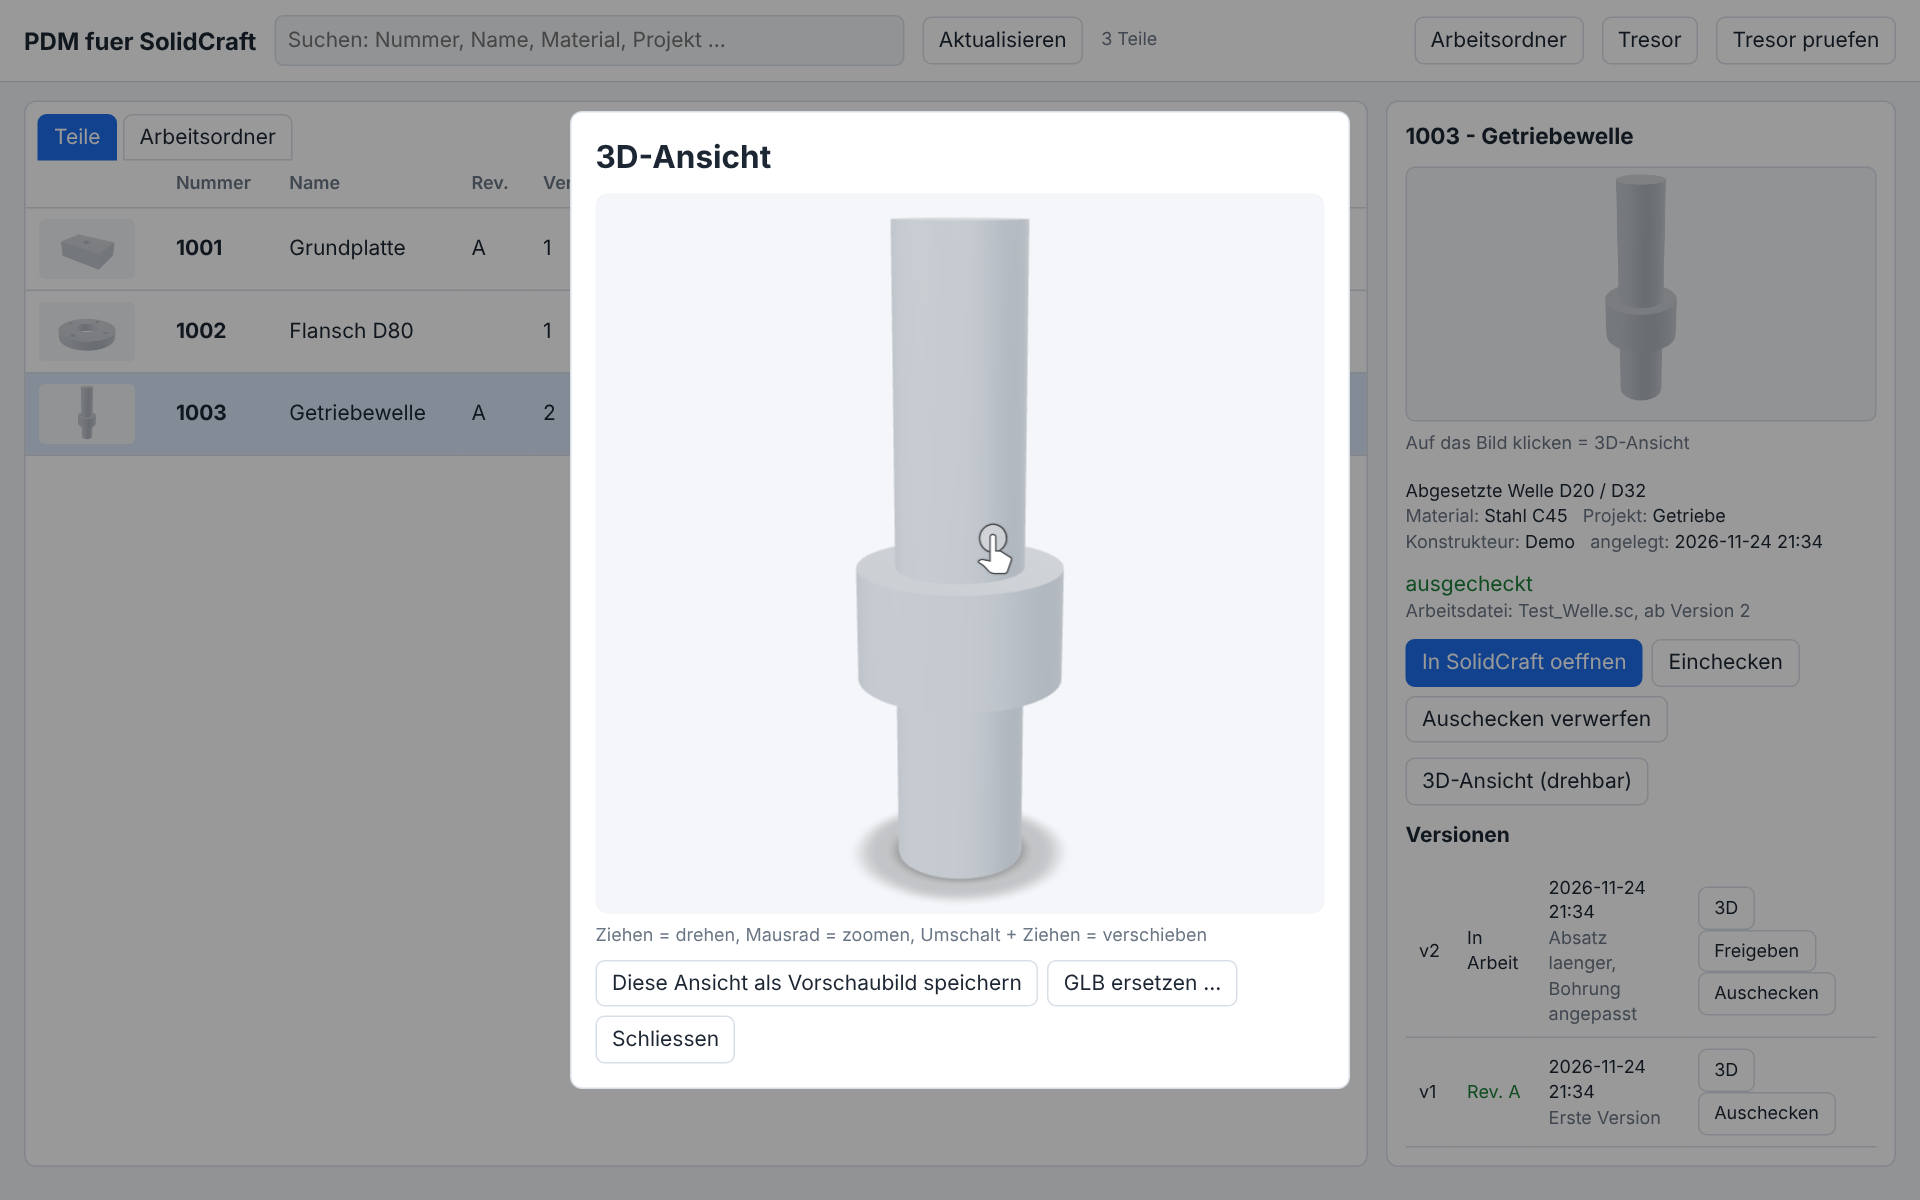 PDM fuer SolidCraft
Suchen: Nummer, Name, Material, Projekt ...
Aktualisieren
3 Teile
Arbeitsordner
Tresor
Tresor pruefen
Teile
Arbeitsordner
Nummer Name Rev.
1001 Grundplatte A 1
1002 Flansch D80 1
1003 Getriebewelle A 2
3D-Ansicht
Ziehen = drehen, Mausrad = zoomen, Umschalt + Ziehen = verschieben
Diese Ansicht als Vorschaubild speichern
GLB ersetzen ...
Schliessen
1003 - Getriebewelle
Auf das Bild klicken = 3D-Ansicht
Abgesetzte Welle D20 / D32
Material: Stahl C45 Projekt: Getriebe
Konstrukteur: Demo angelegt: 2026-11-24 21:34
ausgecheckt
Arbeitsdatei: Test_Welle.sc, ab Version 2
In SolidCraft oeffnen
Einchecken
Auschecken verwerfen
3D-Ansicht (drehbar)
Versionen
v2
In
Arbeit
2026-11-24
21:34
Absatz
laenger,
Bohrung
angepasst
3D
Freigeben
Auschecken
v1
Rev. A
2026-11-24
21:34
Erste Version
3D
Auschecken